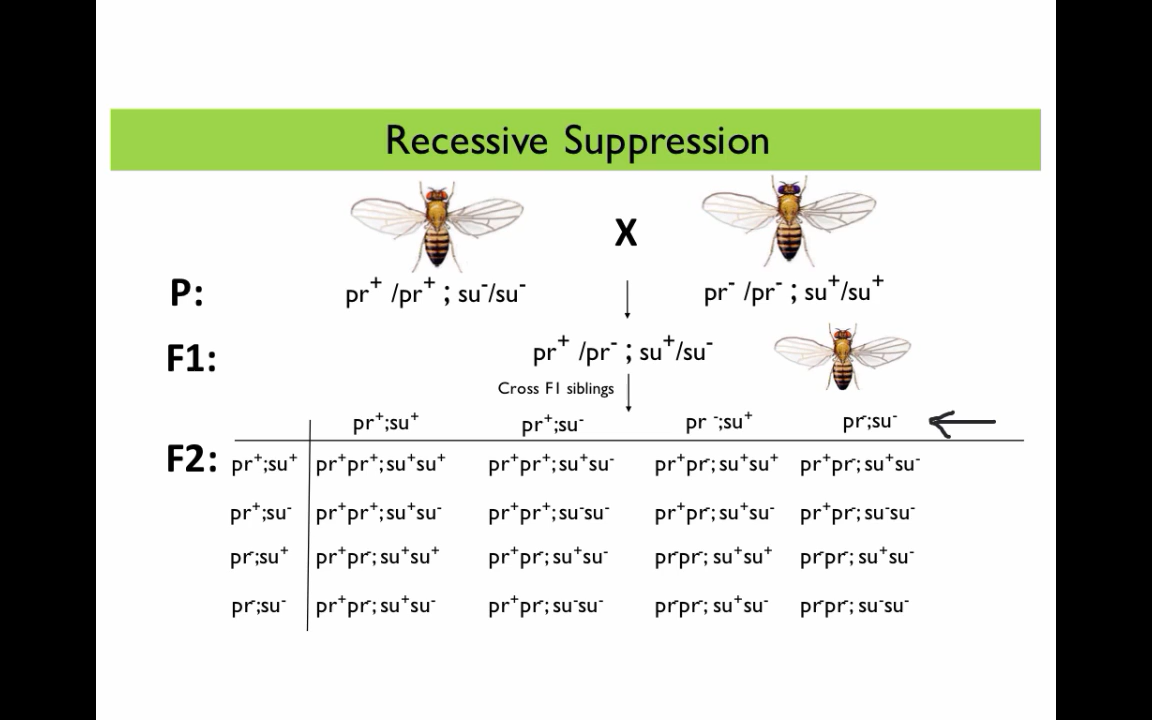 Recessive Suppression
X
P: pr⁺ /pr⁺ ; su⁻/su⁻ pr⁻ /pr⁻ ; su⁺/su⁺
F1: pr⁺ /pr⁻ ; su⁺/su⁻
Cross F1 siblings
pr⁺;su⁺ pr⁺;su⁻ pr ⁻;su⁺ pr⁻;su⁻
F2: pr⁺;su⁺ pr⁺pr⁺; su⁺su⁺ pr⁺pr⁺; su⁺su⁻ pr⁺pr⁻; su⁺su⁺ pr⁺pr⁻; su⁺su⁻
pr⁺;su⁻ pr⁺pr⁺; su⁺su⁻ pr⁺pr⁺; su⁻su⁻ pr⁺pr⁻; su⁺su⁻ pr⁺pr⁻; su⁻su⁻
pr⁻;su⁺ pr⁺pr⁻; su⁺su⁺ pr⁺pr⁻; su⁺su⁻ pr⁻pr⁻; su⁺su⁺ pr⁻pr⁻; su⁺su⁻
pr⁻;su⁻ pr⁺pr⁻; su⁺su⁻ pr⁺pr⁻; su⁻su⁻ pr⁻pr⁻; su⁺su⁻ pr⁻pr⁻; su⁻su⁻